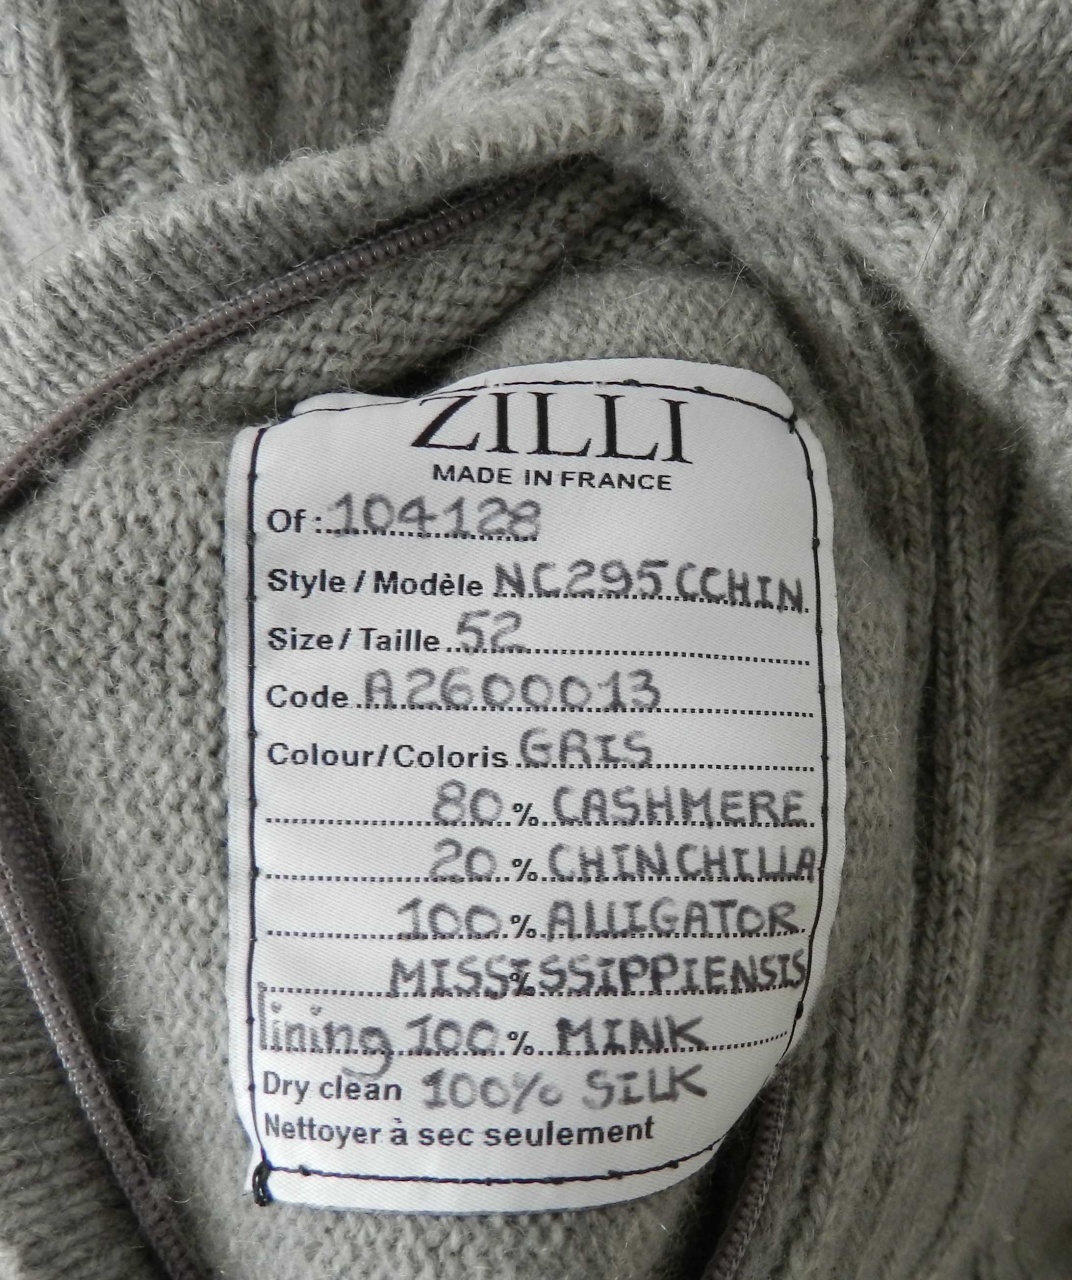 ZILLI
MADE IN FRANCE
Of : 104128
Style / Modèle NC295CCHIN
Size / Taille 52
Code A2600013
Colour/Coloris GRIS
80 % CASHMERE
20 % CHINCHILLA
100 % ALLIGATOR
MISSISSIPPIENSIS
lining 100 % MINK
Dry clean 100% SILK
Nettoyer à sec seulement